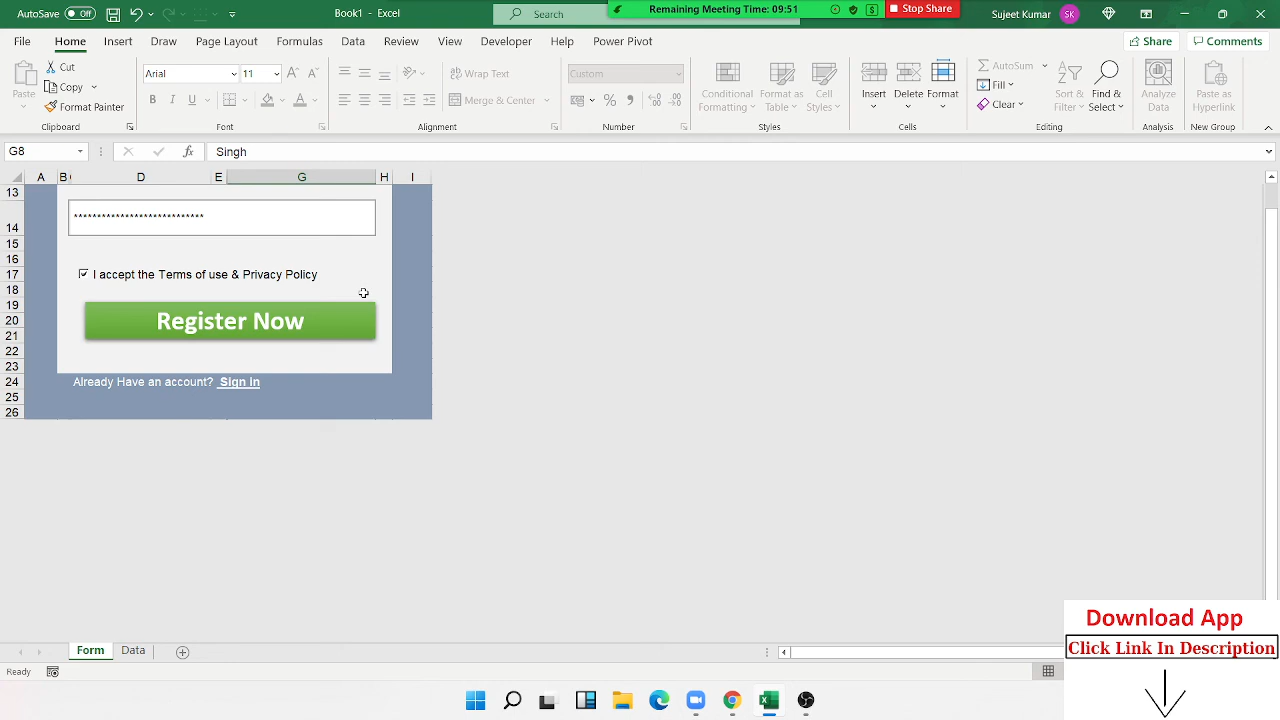 AutoSave Off Book1 - Excel Search Remaining Meeting Time: 09:51 $ Stop Share Sujeet Kumar SK
File Home Insert Draw Page Layout Formulas Data Review View Developer Help Power Pivot Share Comments
Paste Cut Copy Format Painter Clipboard
Arial 11 B I U A Font
Wrap Text Merge & Center Alignment
Custom % Number
Conditional Formatting Format as Table Cell Styles Styles
Insert Delete Format Cells
AutoSum Fill Clear Sort & Filter Find & Select Editing
Analyze Data Analysis
Paste as Hyperlink New Group
G8 fx Singh
A B D E G H I
13
14 ****************************
15
16
17 I accept the Terms of use & Privacy Policy
18
19
20 Register Now
21
22
23
24 Already Have an account? Sign in
25
26
Form Data
Ready
Download App
Click Link In Description